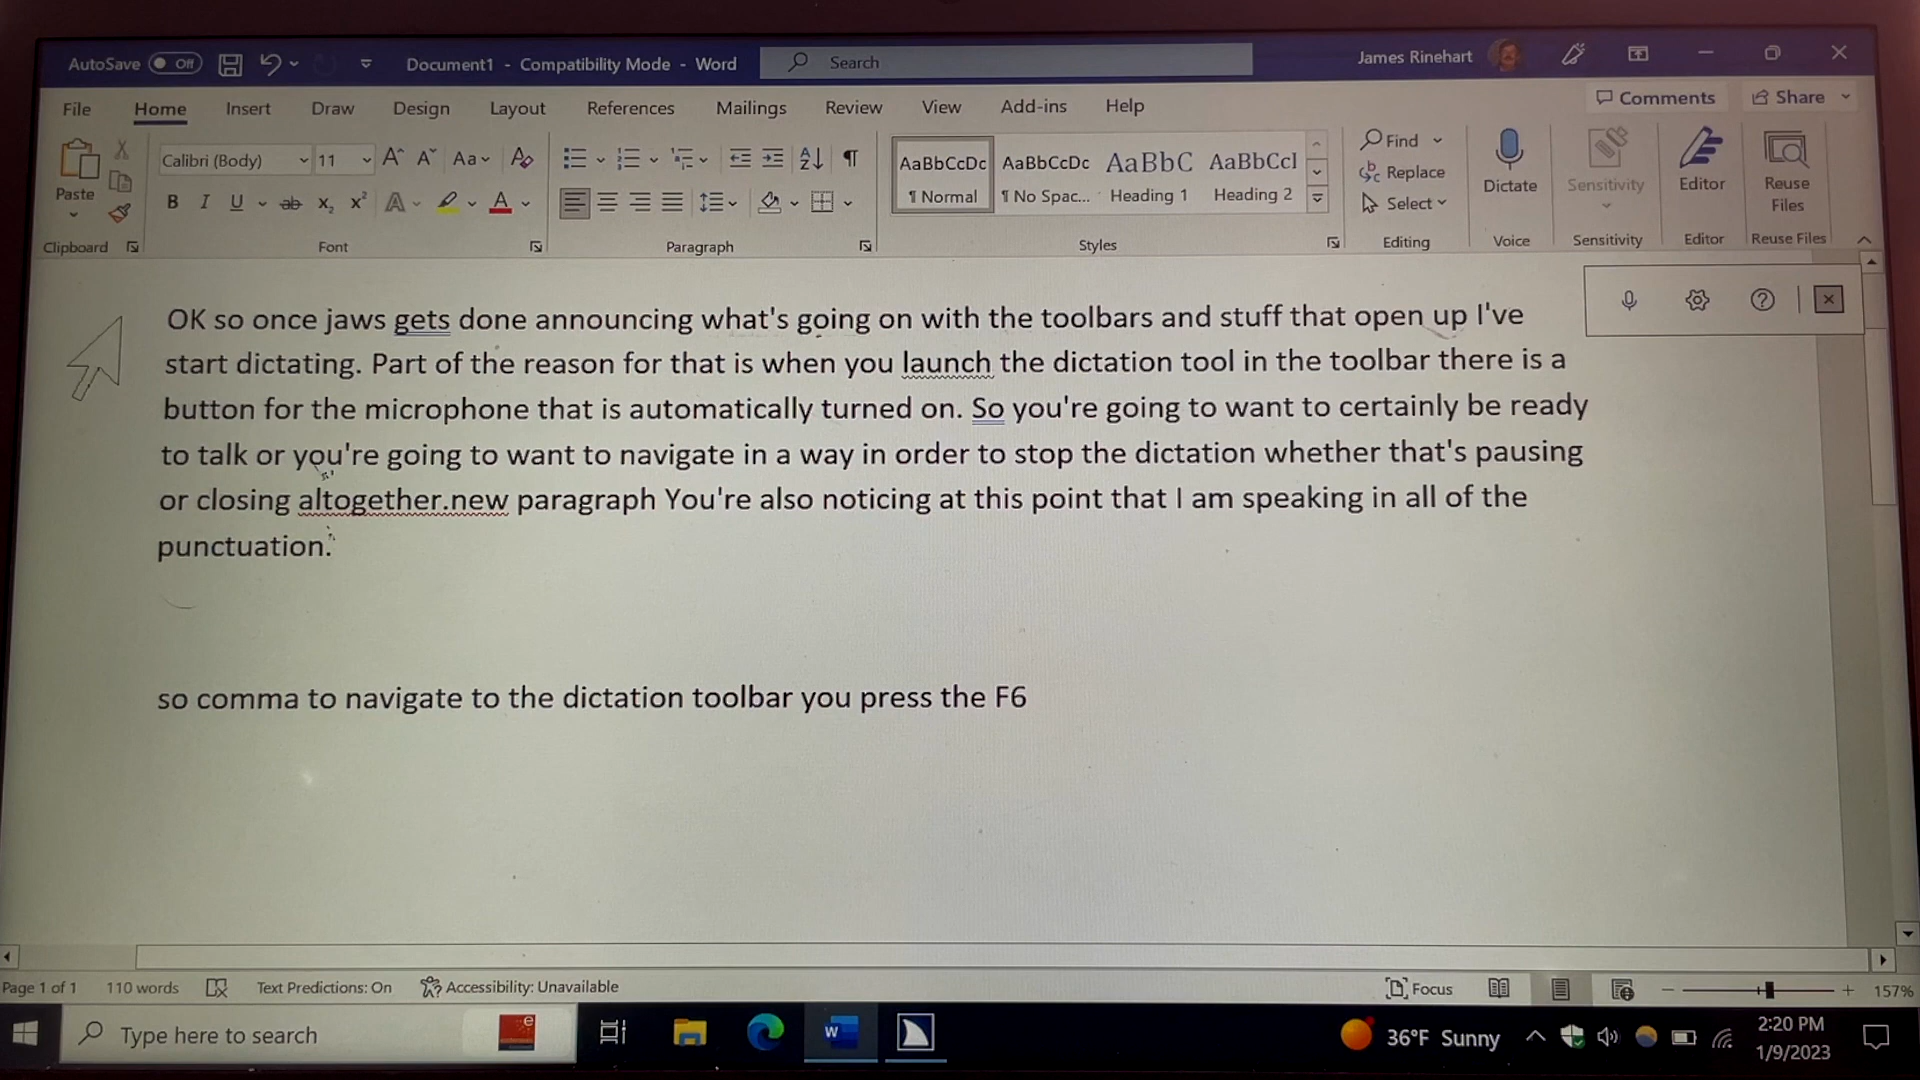 AutoSave Off Document1 - Compatibility Mode - Word Search James Rinehart
File Home Insert Draw Design Layout References Mailings Review View Add-ins Help Comments Share
Calibri (Body) 11 Aa AaBbCcDc AaBbCcDc AaBbC AaBbCcI Find
Paste Replace Dictate Sensitivity Editor Reuse Files
B I U ab x₂ x² A A ¶ Normal ¶ No Spac... Heading 1 Heading 2 Select
Clipboard Font Paragraph Styles Editing Voice Sensitivity Editor Reuse Files
OK so once jaws gets done announcing what's going on with the toolbars and stuff that open up I've
start dictating. Part of the reason for that is when you launch the dictation tool in the toolbar there is a
button for the microphone that is automatically turned on. So you're going to want to certainly be ready
to talk or you're going to want to navigate in a way in order to stop the dictation whether that's pausing
or closing altogether.new paragraph You're also noticing at this point that I am speaking in all of the
punctuation.
so comma to navigate to the dictation toolbar you press the F6
Page 1 of 1 110 words Text Predictions: On Accessibility: Unavailable Focus 157%
Type here to search 36°F Sunny 2:20 PM
1/9/2023